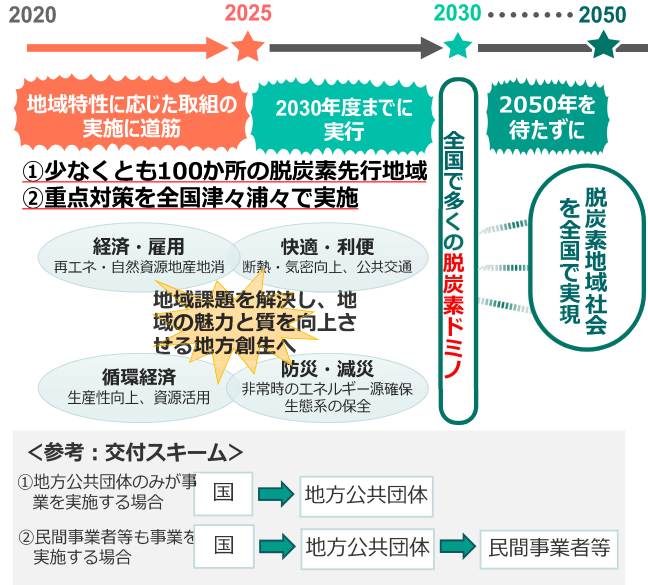 2020
2025
2030
2050
地域特性に応じた取組の
実施に道筋
2030年度までに
実行
2050年を
待たずに
①少なくとも100か所の脱炭素先行地域
②重点対策を全国津々浦々で実施
経済・雇用
再エネ・自然資源地産地消
快適・利便
断熱・気密向上、公共交通
地域課題を解決し、地
域の魅力と質を向上さ
せる地方創生へ
循環経済
生産性向上、資源活用
防災・減災
非常時のエネルギー源確保
生態系の保全
全国で多くの脱炭素ドミノ
脱炭素地域社会
を全国で実現
＜参考：交付スキーム＞
①地方公共団体のみが事
業を実施する場合
国
地方公共団体
②民間事業者等も事業を
実施する場合
国
地方公共団体
民間事業者等